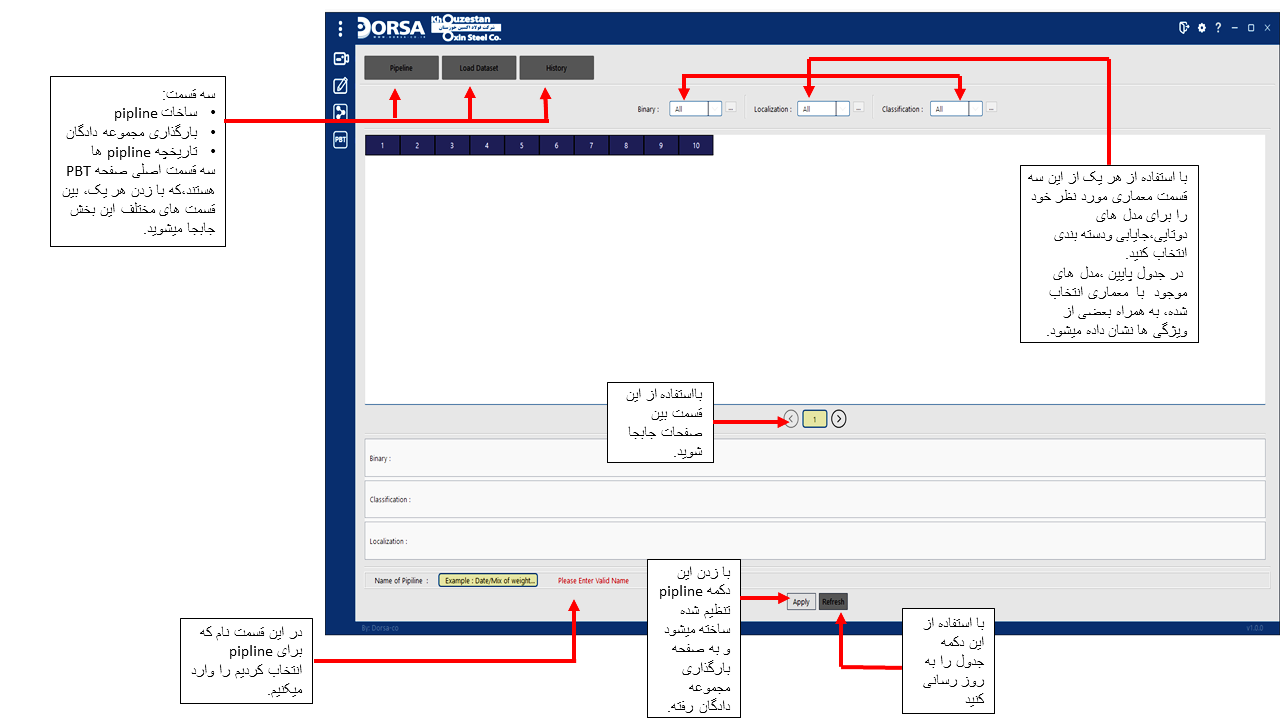 DORSA
Khouzestan
شرکت فولاد اکسین خوزستان
Oxin Steel Co.
Pipeline
Load Dataset
History
Binary :
All
...
Localization :
All
...
Classification :
All
...
PBT
1 2 3 4 5 6 7 8 9 10
سه قسمت:
• ساخات pipline
• بارگذاری مجموعه دادگان
• تاریخچه pipline ها
سه قسمت اصلی صفحه PBT
هستند،که با زدن هر یک، بین
قسمت های مختلف این بخش
جابجا میشوید.
با استفاده از هر یک از این سه
قسمت معماری مورد نظر خود
را برای مدل های
دوتایی،جایابی ودسته بندی
انتخاب کنید.
در جدول پایین ،مدل های
موجود با معماری انتخاب
شده، به همراه بعضی از
ویژگی ها نشان داده میشود.
بااستفاده از این
قسمت بین
صفحات جابجا
شوید.
1
Binary :
Classification :
Localization :
Name of Pipiline :
Example : Date/Mix of weight...
Please Enter Valid Name
Apply
Refresh
با زدن این
دکمه pipline
تنظیم شده
ساخته میشود
و به صفحه
بارگذاری
مجموعه
دادگان رفته.
با استفاده از
این دکمه
جدول را به
روز رسانی
کنید
در این قسمت نام که
برای pipline
انتخاب کردیم را وارد
میکنیم.
By: Dorsa-co
v1.0.0